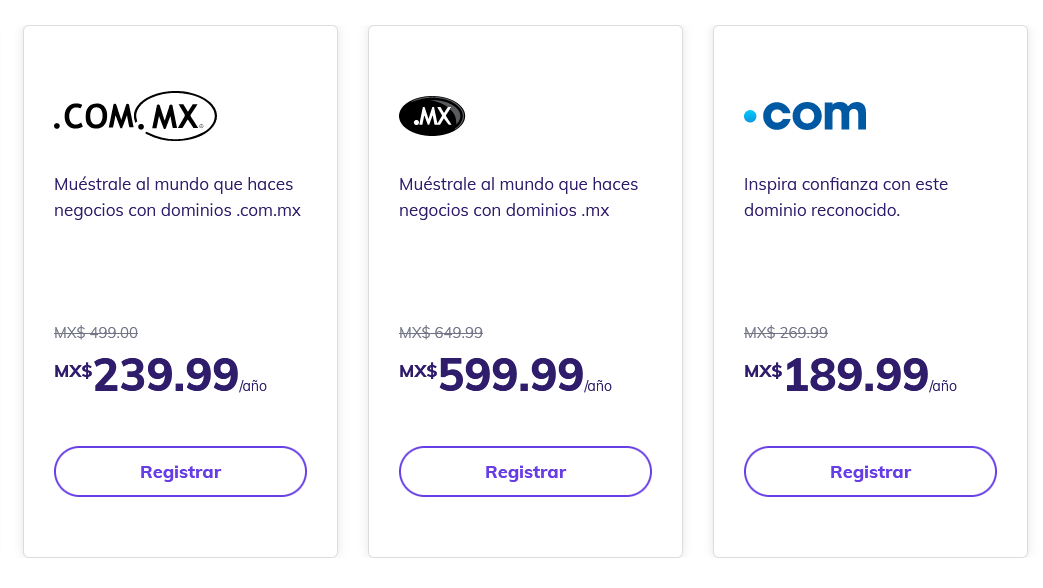 .COM.MX®
Muéstrale al mundo que haces
negocios con dominios .com.mx
MX$ 499.00
MX$239.99/año
Registrar
.MX
Muéstrale al mundo que haces
negocios con dominios .mx
MX$ 649.99
MX$599.99/año
Registrar
.com
Inspira confianza con este
dominio reconocido.
MX$ 269.99
MX$189.99/año
Registrar